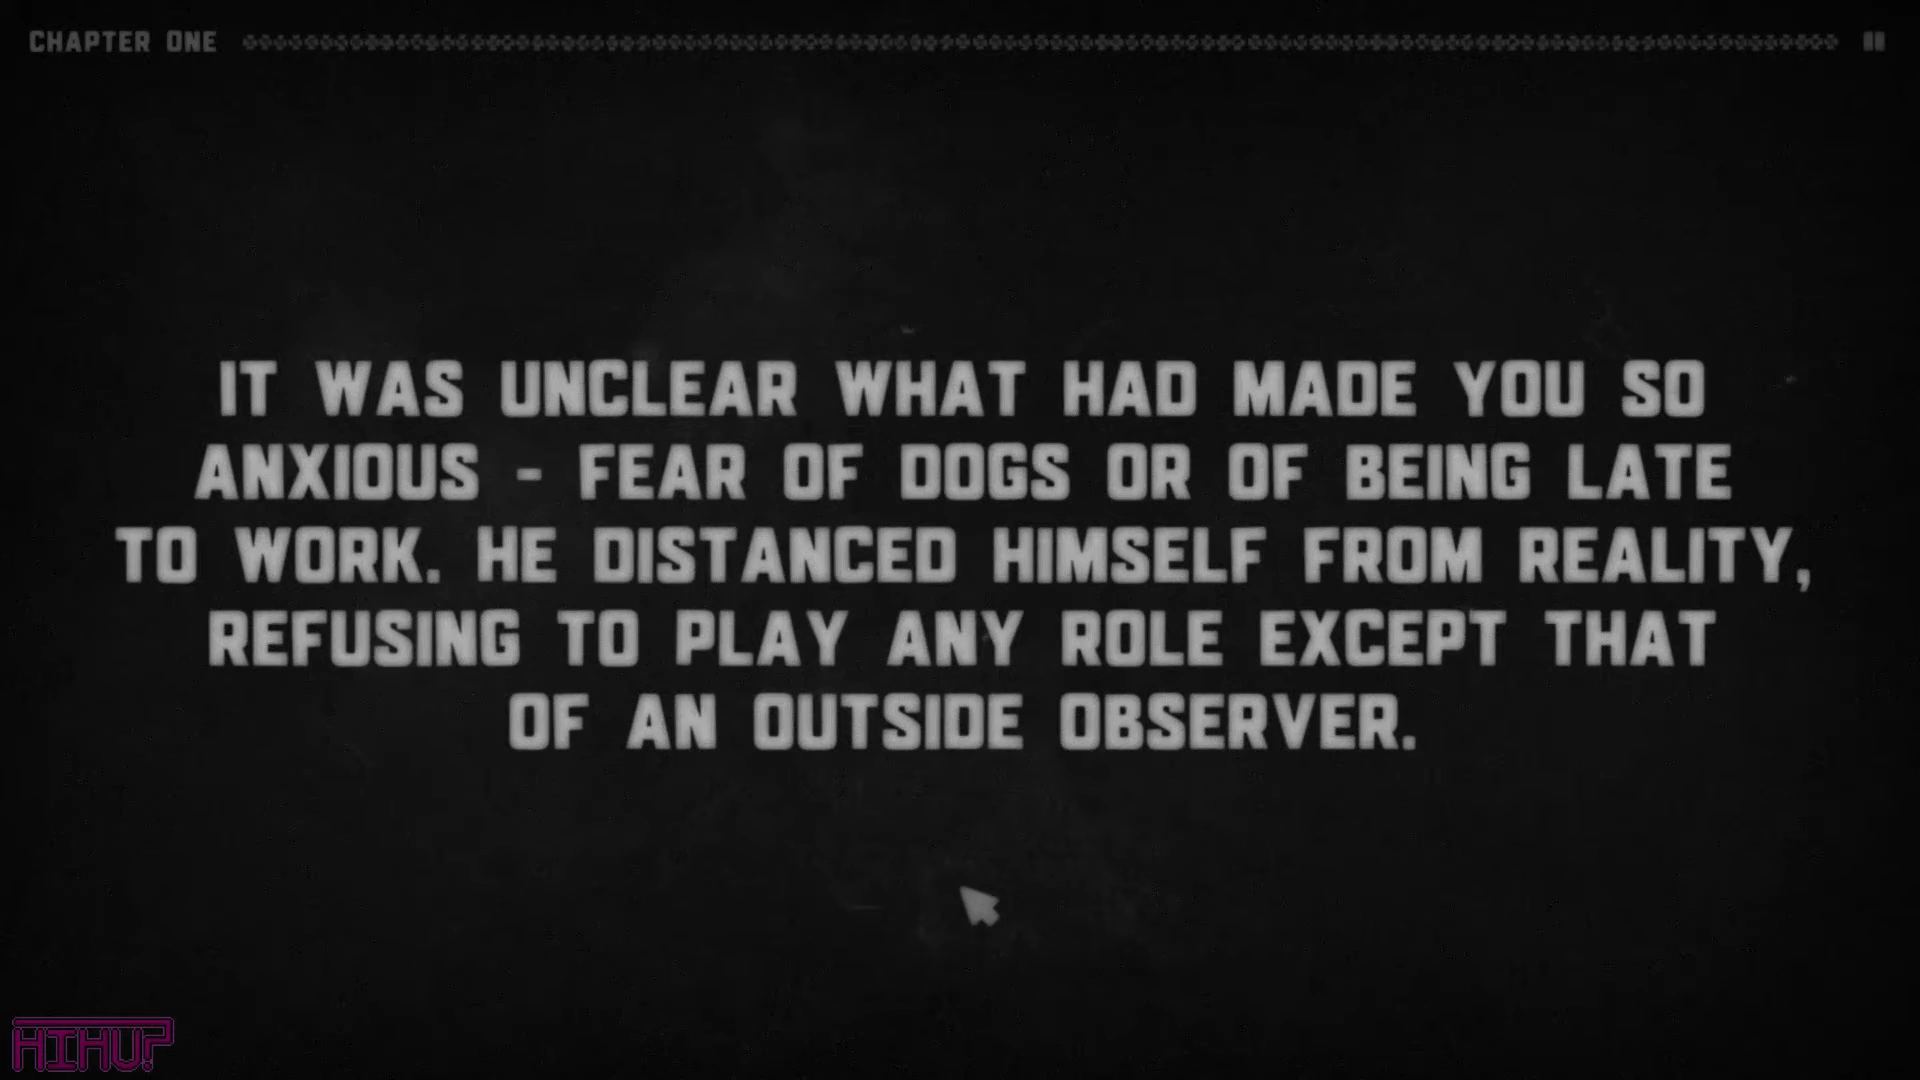 CHAPTER ONE
IT WAS UNCLEAR WHAT HAD MADE YOU SO
ANXIOUS - FEAR OF DOGS OR OF BEING LATE
TO WORK. HE DISTANCED HIMSELF FROM REALITY,
REFUSING TO PLAY ANY ROLE EXCEPT THAT
OF AN OUTSIDE OBSERVER.
HIHU?